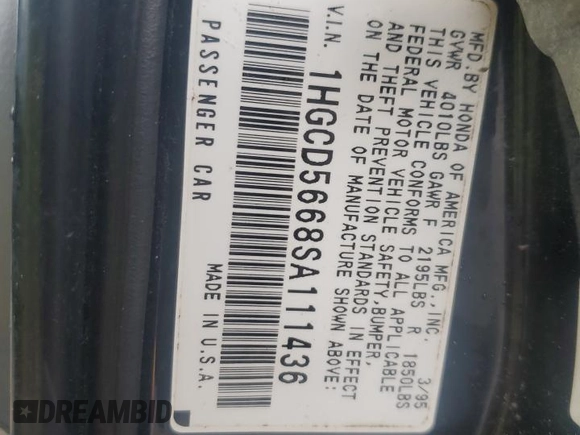 MFD.BY HONDA OF AMERICA MFG.,INC. 3/95
GVWR 4010LBS GAWR F 2195LBS R 1850LBS
THIS VEHICLE CONFORMS TO ALL APPLICABLE
FEDERAL MOTOR VEHICLE SAFETY,BUMPER,
AND THEFT PREVENTION STANDARDS IN EFFECT
ON THE DATE OF MANUFACTURE SHOWN ABOVE:
V.I.N. 1HGCD5668SA111436
PASSENGER CAR MADE IN U.S.A.
DREAMBID